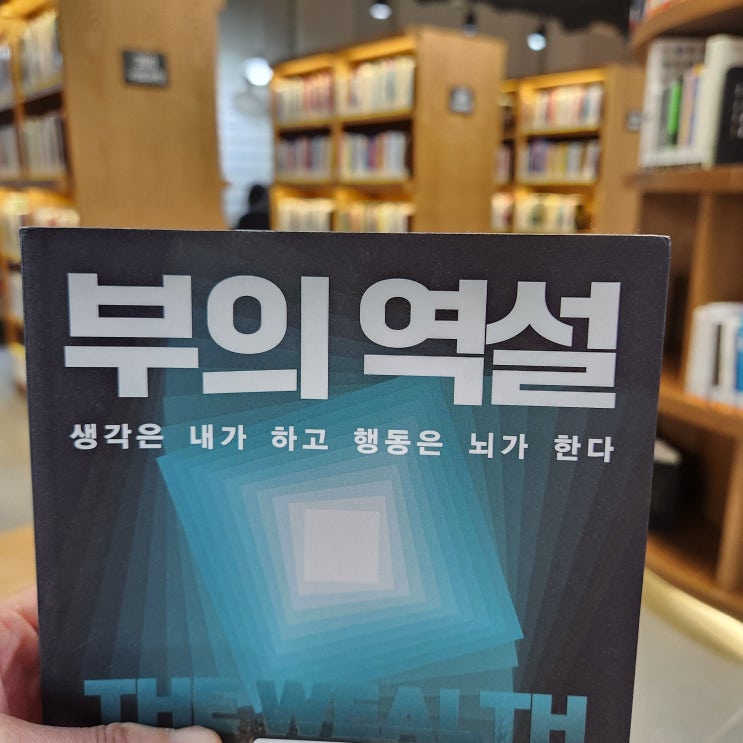 부의 역설
생각은 내가 하고 행동은 뇌가 한다
THE WEALTH